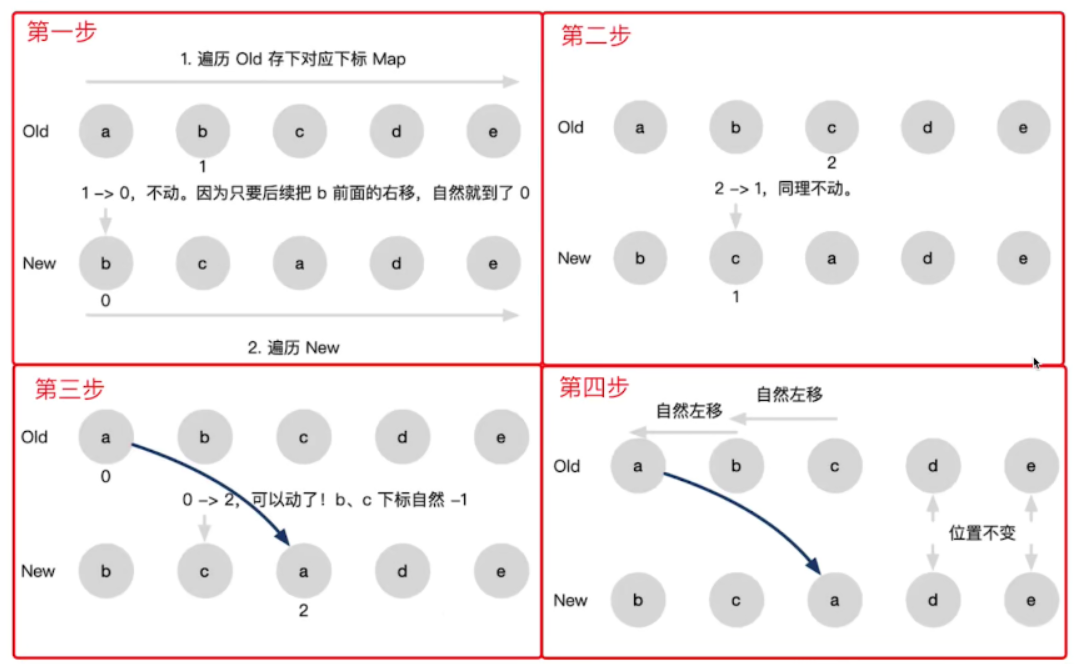 第一步
1. 遍历 Old 存下对应下标 Map
Old a b c d e
1
1 –> 0，不动。因为只要后续把 b 前面的右移，自然就到了 0
New b c a d e
0
2. 遍历 New
第二步
Old a b c d e
2
2 –> 1，同理不动。
New b c a d e
1
第三步
Old a b c d e
0
0 –> 2，可以动了！b、c 下标自然 –1
New b c a d e
2
第四步
自然左移
自然左移
Old a b c d e
位置不变
New b c a d e